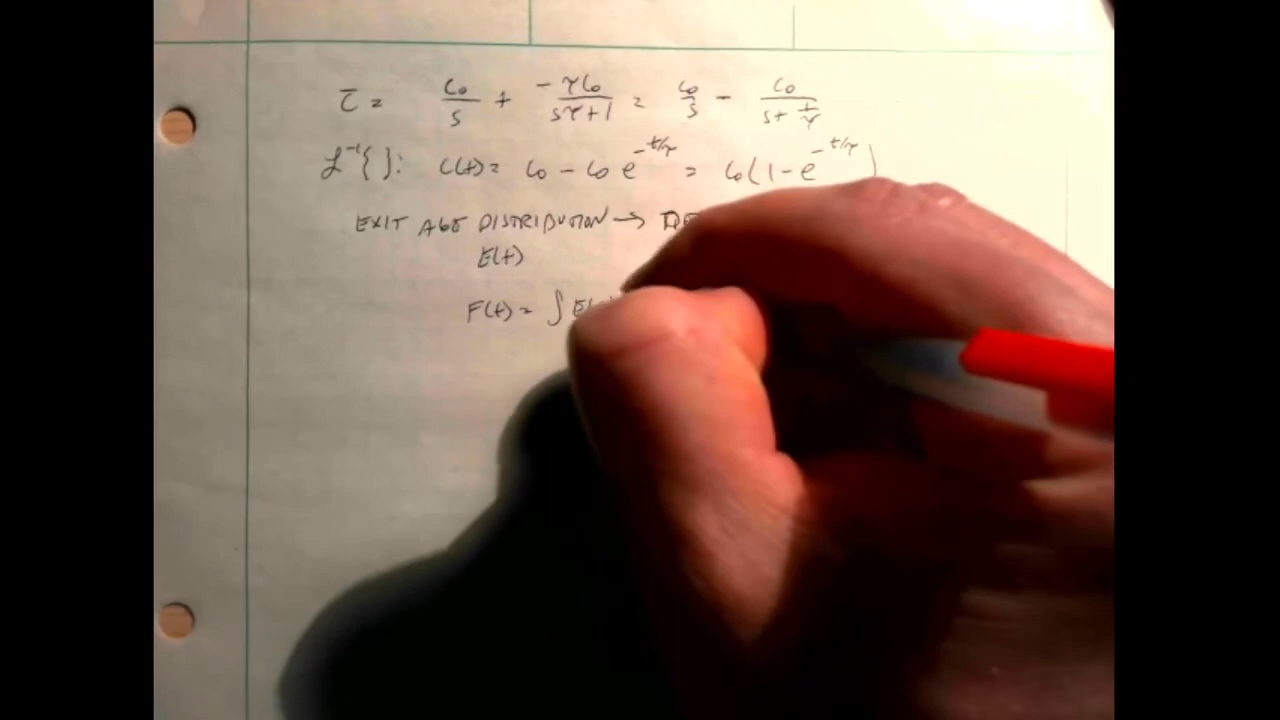 C̄ = C₀/s + -τC₀/(sτ+1) = C₀/s - C₀/(s+ 1/τ)
ℒ⁻¹{ }: C(t) = C₀ - C₀ e^(-t/τ) = C₀(1-e^(-t/τ))
EXIT AGE DISTRIBUTION →
E(t)
F(t) = ∫